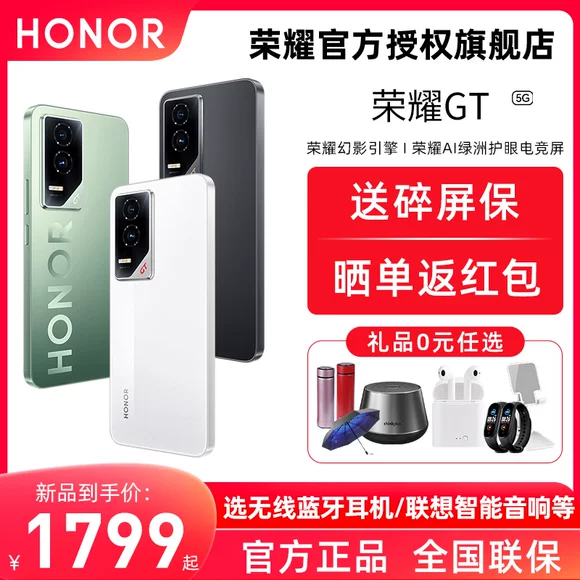 HONOR
荣耀官方授权旗舰店
荣耀GT 5G
荣耀幻影引擎 I 荣耀AI绿洲护眼电竞屏
送碎屏保
晒单返红包
礼品0元任选
HONOR
GT
HONOR
thinkplus
新品到手价:
¥1799起
选无线蓝牙耳机/联想智能音响等
官方正品 全国联保